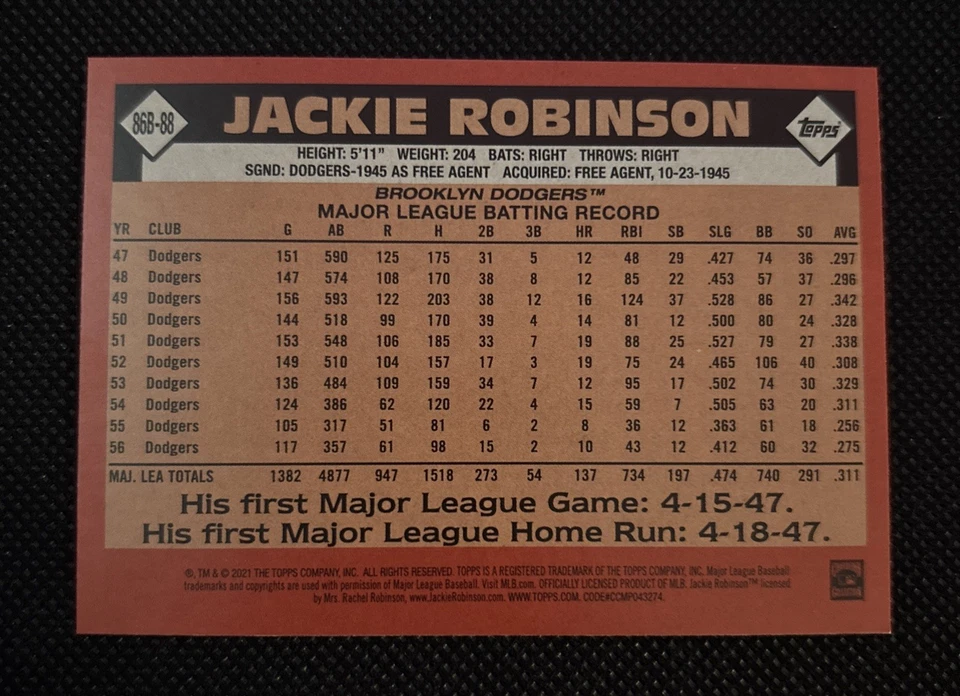 86B-88 JACKIE ROBINSON Topps
HEIGHT: 5'11" WEIGHT: 204 BATS: RIGHT THROWS: RIGHT
SGND: DODGERS-1945 AS FREE AGENT ACQUIRED: FREE AGENT, 10-23-1945
BROOKLYN DODGERS™
MAJOR LEAGUE BATTING RECORD
YR CLUB G AB R H 2B 3B HR RBI SB SLG BB SO AVG
47 Dodgers 151 590 125 175 31 5 12 48 29 .427 74 36 .297
48 Dodgers 147 574 108 170 38 8 12 85 22 .453 57 37 .296
49 Dodgers 156 593 122 203 38 12 16 124 37 .528 86 27 .342
50 Dodgers 144 518 99 170 39 4 14 81 12 .500 80 24 .328
51 Dodgers 153 548 106 185 33 7 19 88 25 .527 79 27 .338
52 Dodgers 149 510 104 157 17 3 19 75 24 .465 106 40 .308
53 Dodgers 136 484 109 159 34 7 12 95 17 .502 74 30 .329
54 Dodgers 124 386 62 120 22 4 15 59 7 .505 63 20 .311
55 Dodgers 105 317 51 81 6 2 8 36 12 .363 61 18 .256
56 Dodgers 117 357 61 98 15 2 10 43 12 .412 60 32 .275
MAJ. LEA TOTALS 1382 4877 947 1518 273 54 137 734 197 .474 740 291 .311
His first Major League Game: 4-15-47.
His first Major League Home Run: 4-18-47.
®, TM & © 2021 THE TOPPS COMPANY, INC. ALL RIGHTS RESERVED. TOPPS IS A REGISTERED TRADEMARK OF THE TOPPS COMPANY, INC. Major League Baseball
trademarks and copyrights are used with permission of Major League Baseball. Visit MLB.com. OFFICIALLY LICENSED PRODUCT OF MLB. Jackie Robinson™ licensed
by Mrs. Rachel Robinson, www.JackieRobinson.com. WWW.TOPPS.COM. CODE#CCMP043274.